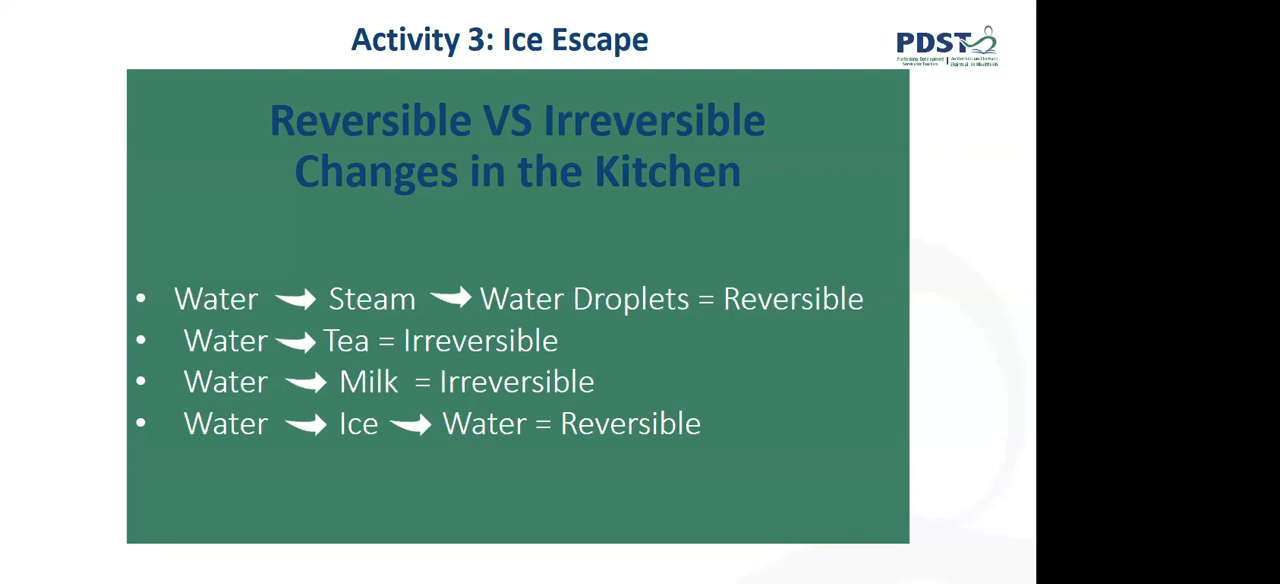 Activity 3: Ice Escape
PDST
Reversible VS Irreversible
Changes in the Kitchen
• Water → Steam → Water Droplets = Reversible
• Water → Tea = Irreversible
• Water → Milk = Irreversible
• Water → Ice → Water = Reversible